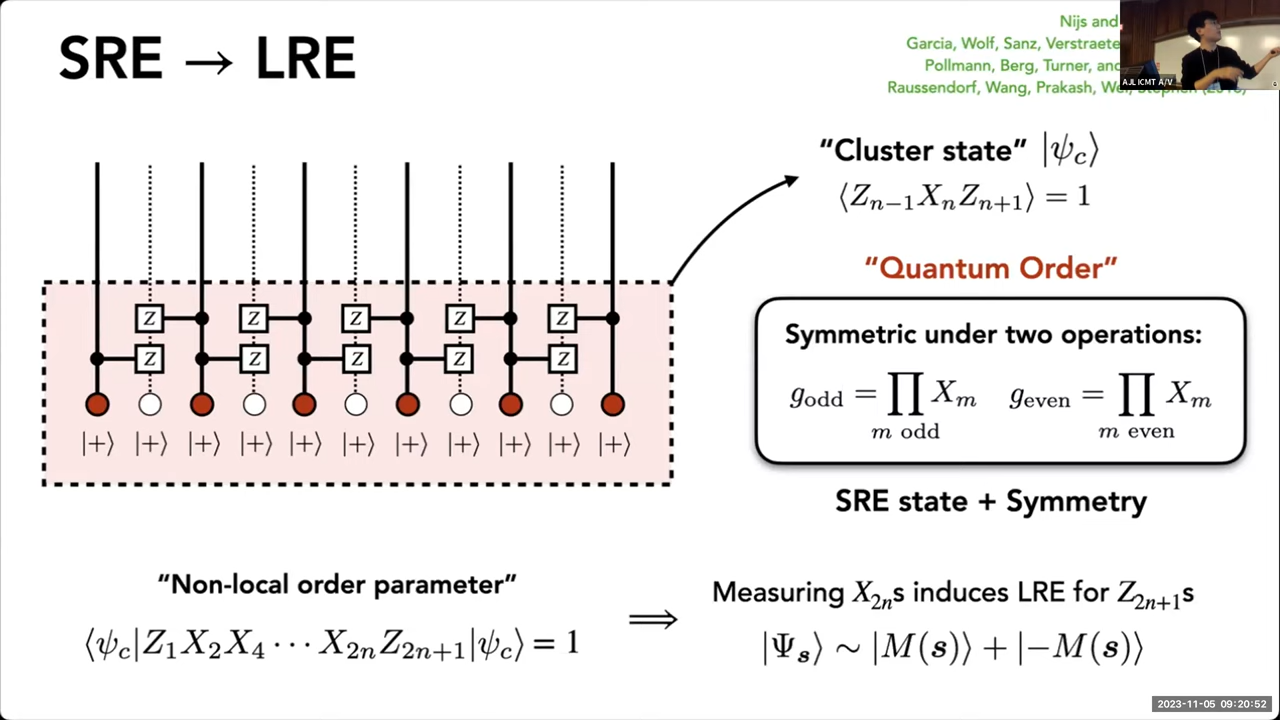 SRE → LRE
Nijs and
Garcia, Wolf, Sanz, Verstraete
Pollmann, Berg, Turner, and
Raussendorf, Wang, Prakash,
AJL ICMT A/V
"Cluster state" |ψ_c⟩
⟨Z_{n−1}X_nZ_{n+1}⟩ = 1
"Quantum Order"
Symmetric under two operations:
g_odd = ∏_{m odd} X_m g_even = ∏_{m even} X_m
SRE state + Symmetry
Z Z Z Z Z
Z Z Z Z Z
|+⟩ |+⟩ |+⟩ |+⟩ |+⟩ |+⟩ |+⟩ |+⟩ |+⟩ |+⟩ |+⟩
"Non-local order parameter"
⟨ψ_c|Z_1X_2X_4 ⋯ X_{2n}Z_{2n+1}|ψ_c⟩ = 1
⟹
Measuring X_{2n}s induces LRE for Z_{2n+1}s
|Ψ_s⟩ ∼ |M(s)⟩ + |−M(s)⟩
2023-11-05 09:20:52